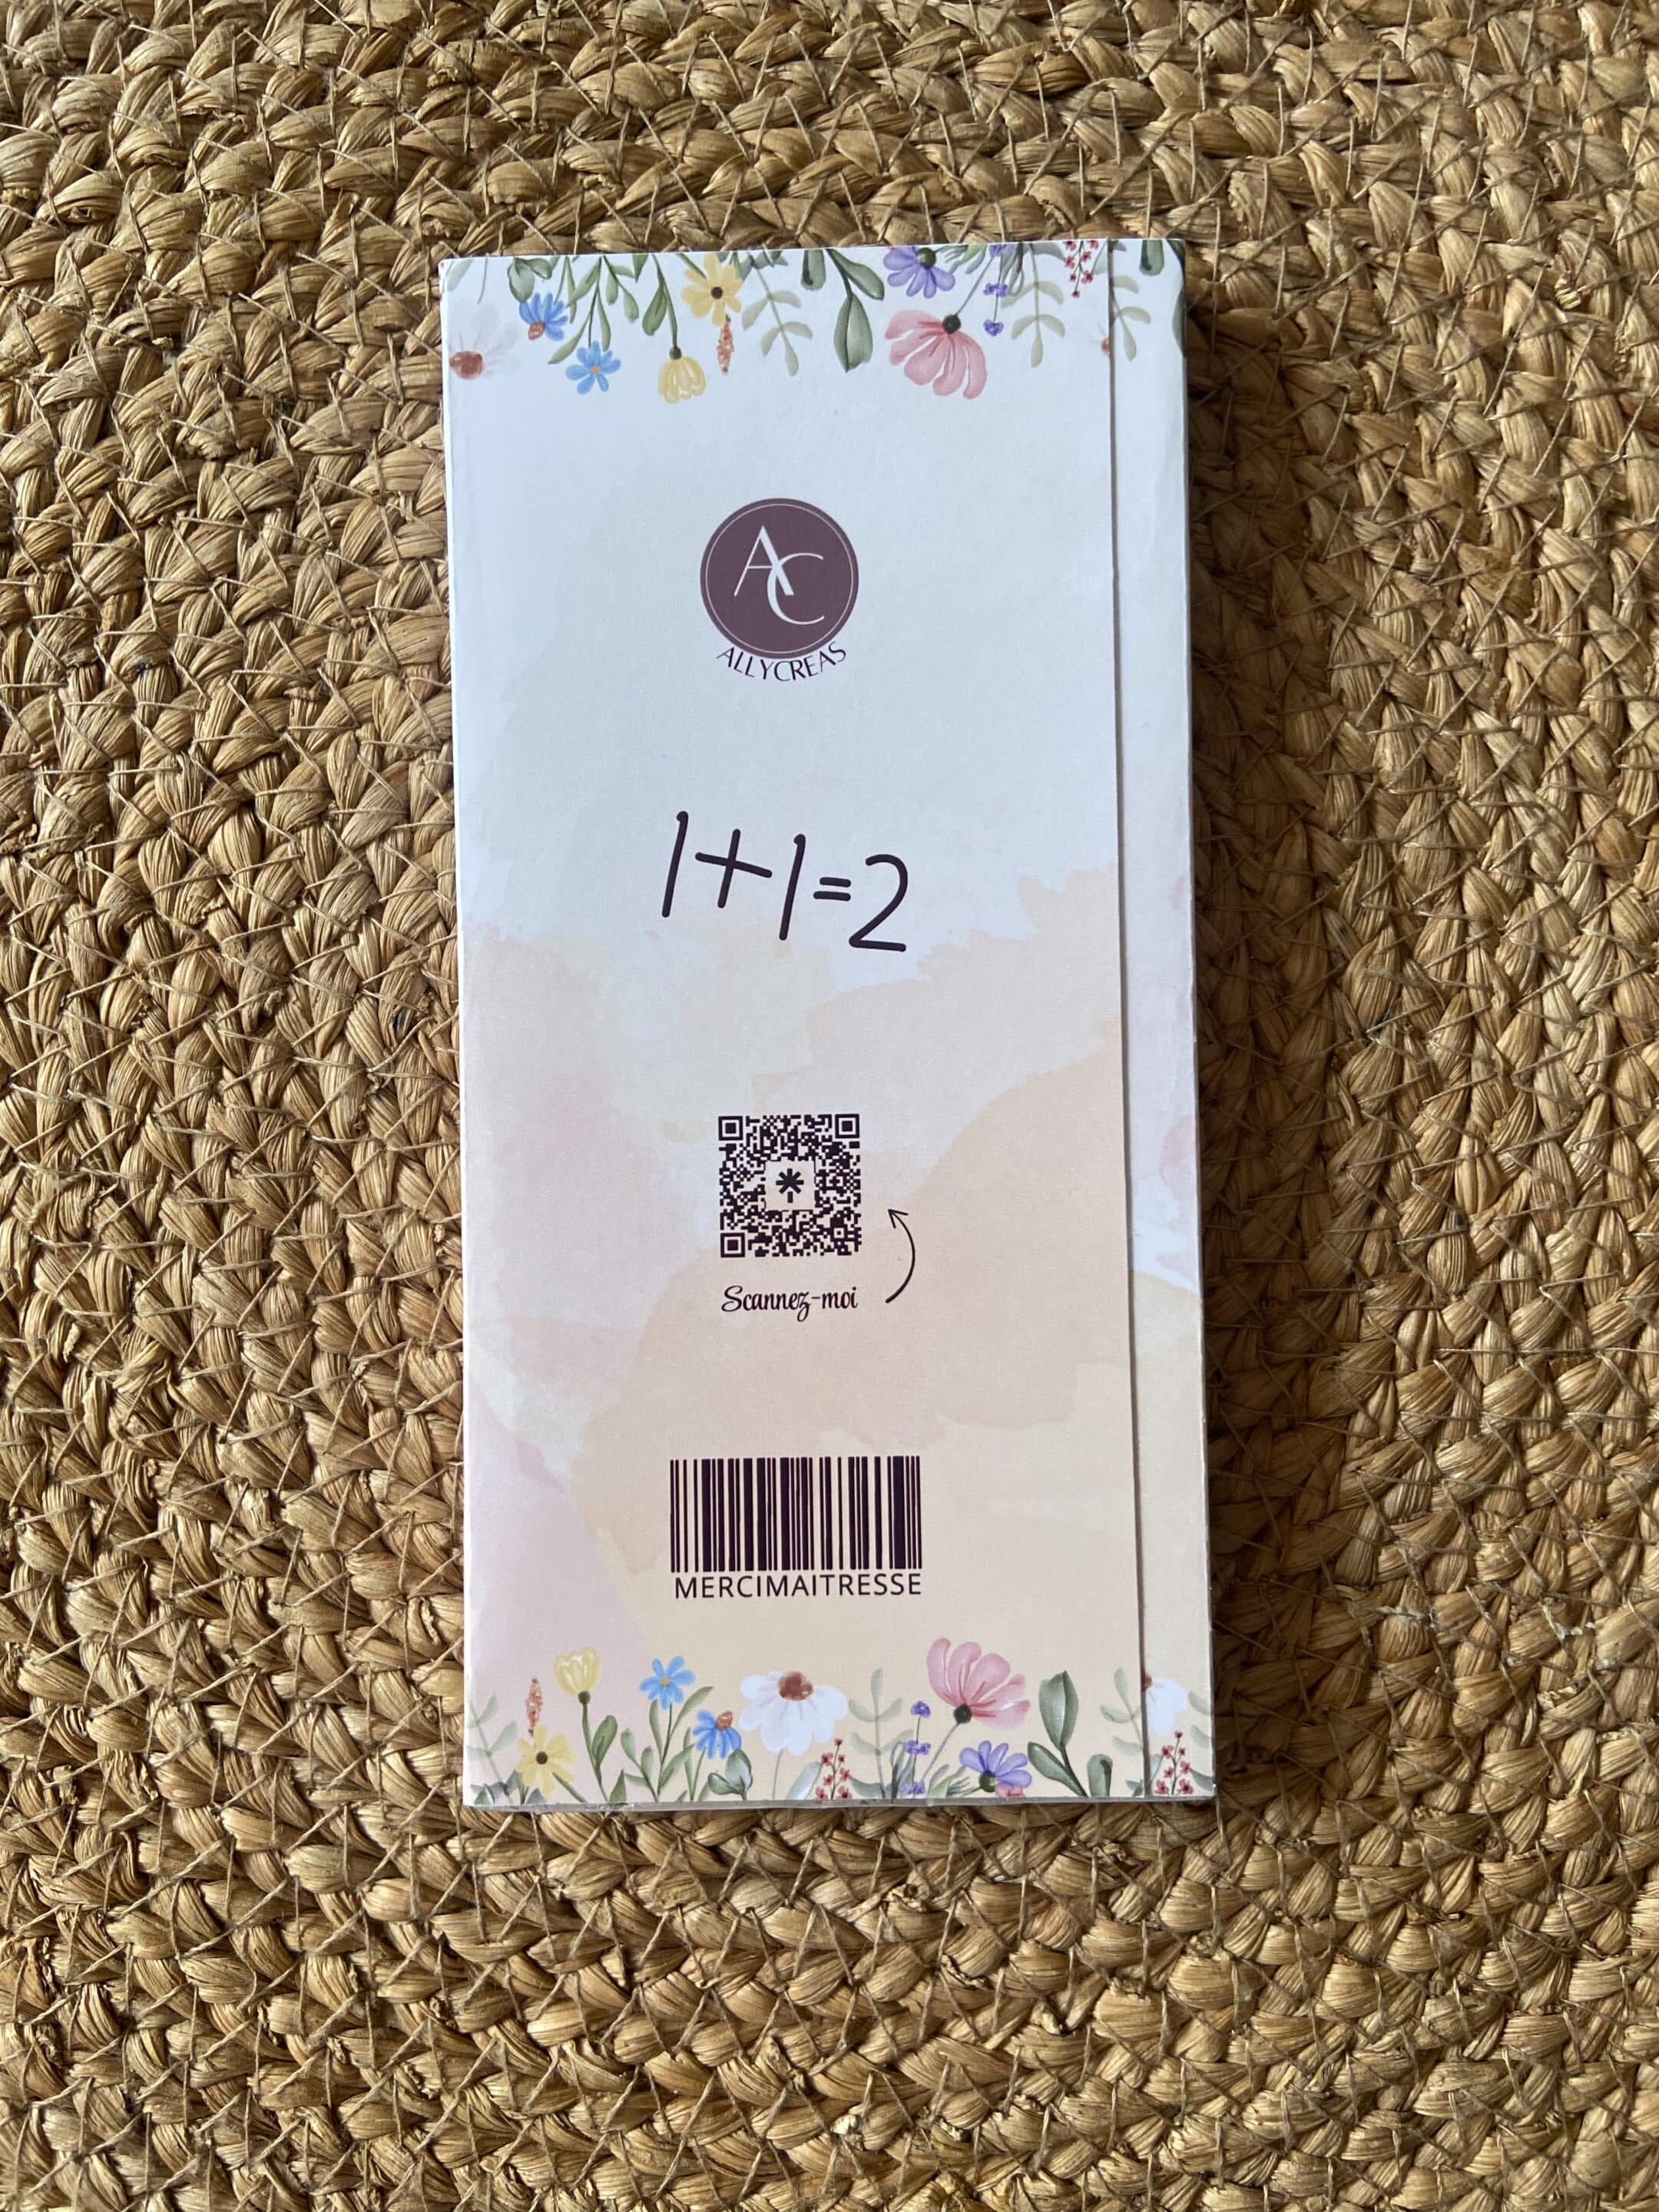 AC
ALLYCREAS
1+1=2
Scannez-moi
MERCIMAITRESSE